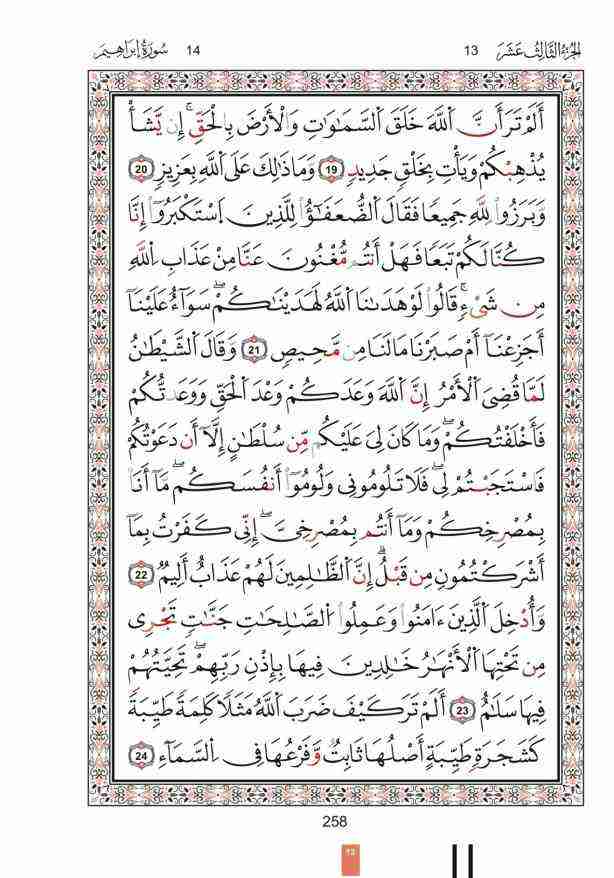 الجزء الثالث عشر 13 14 سورة إبراهيم
أَلَمْ تَرَ أَنَّ ٱللَّهَ خَلَقَ ٱلسَّمَـٰوَٰتِ وَٱلْأَرْضَ بِٱلْحَقِّ ۚ إِن يَشَأْ
يُذْهِبْكُمْ وَيَأْتِ بِخَلْقٍ جَدِيدٍ 19 وَمَا ذَٰلِكَ عَلَى ٱللَّهِ بِعَزِيزٍ 20
وَبَرَزُوا۟ لِلَّهِ جَمِيعًا فَقَالَ ٱلضُّعَفَـٰٓؤُا۟ لِلَّذِينَ ٱسْتَكْبَرُوٓا۟ إِنَّا
كُنَّا لَكُمْ تَبَعًا فَهَلْ أَنتُم مُّغْنُونَ عَنَّا مِنْ عَذَابِ ٱللَّهِ
مِن شَىْءٍ ۚ قَالُوا۟ لَوْ هَدَىٰنَا ٱللَّهُ لَهَدَيْنَـٰكُمْ ۖ سَوَآءٌ عَلَيْنَآ
أَجَزِعْنَآ أَمْ صَبَرْنَا مَا لَنَا مِن مَّحِيصٍ 21 وَقَالَ ٱلشَّيْطَـٰنُ
لَمَّا قُضِىَ ٱلْأَمْرُ إِنَّ ٱللَّهَ وَعَدَكُمْ وَعْدَ ٱلْحَقِّ وَوَعَدتُّكُمْ
فَأَخْلَفْتُكُمْ ۖ وَمَا كَانَ لِىَ عَلَيْكُم مِّن سُلْطَـٰنٍ إِلَّآ أَن دَعَوْتُكُمْ
فَٱسْتَجَبْتُمْ لِى ۖ فَلَا تَلُومُونِى وَلُومُوٓا۟ أَنفُسَكُم ۖ مَّآ أَنَا۠
بِمُصْرِخِكُمْ وَمَآ أَنتُم بِمُصْرِخِىَّ ۖ إِنِّى كَفَرْتُ بِمَآ
أَشْرَكْتُمُونِ مِن قَبْلُ ۗ إِنَّ ٱلظَّـٰلِمِينَ لَهُمْ عَذَابٌ أَلِيمٌ 22
وَأُدْخِلَ ٱلَّذِينَ ءَامَنُوا۟ وَعَمِلُوا۟ ٱلصَّـٰلِحَـٰتِ جَنَّـٰتٍ تَجْرِى
مِن تَحْتِهَا ٱلْأَنْهَـٰرُ خَـٰلِدِينَ فِيهَا بِإِذْنِ رَبِّهِمْ ۖ تَحِيَّتُهُمْ
فِيهَا سَلَـٰمٌ 23 أَلَمْ تَرَ كَيْفَ ضَرَبَ ٱللَّهُ مَثَلًا كَلِمَةً طَيِّبَةً
كَشَجَرَةٍ طَيِّبَةٍ أَصْلُهَا ثَابِتٌ وَفَرْعُهَا فِى ٱلسَّمَآءِ 24
258
13